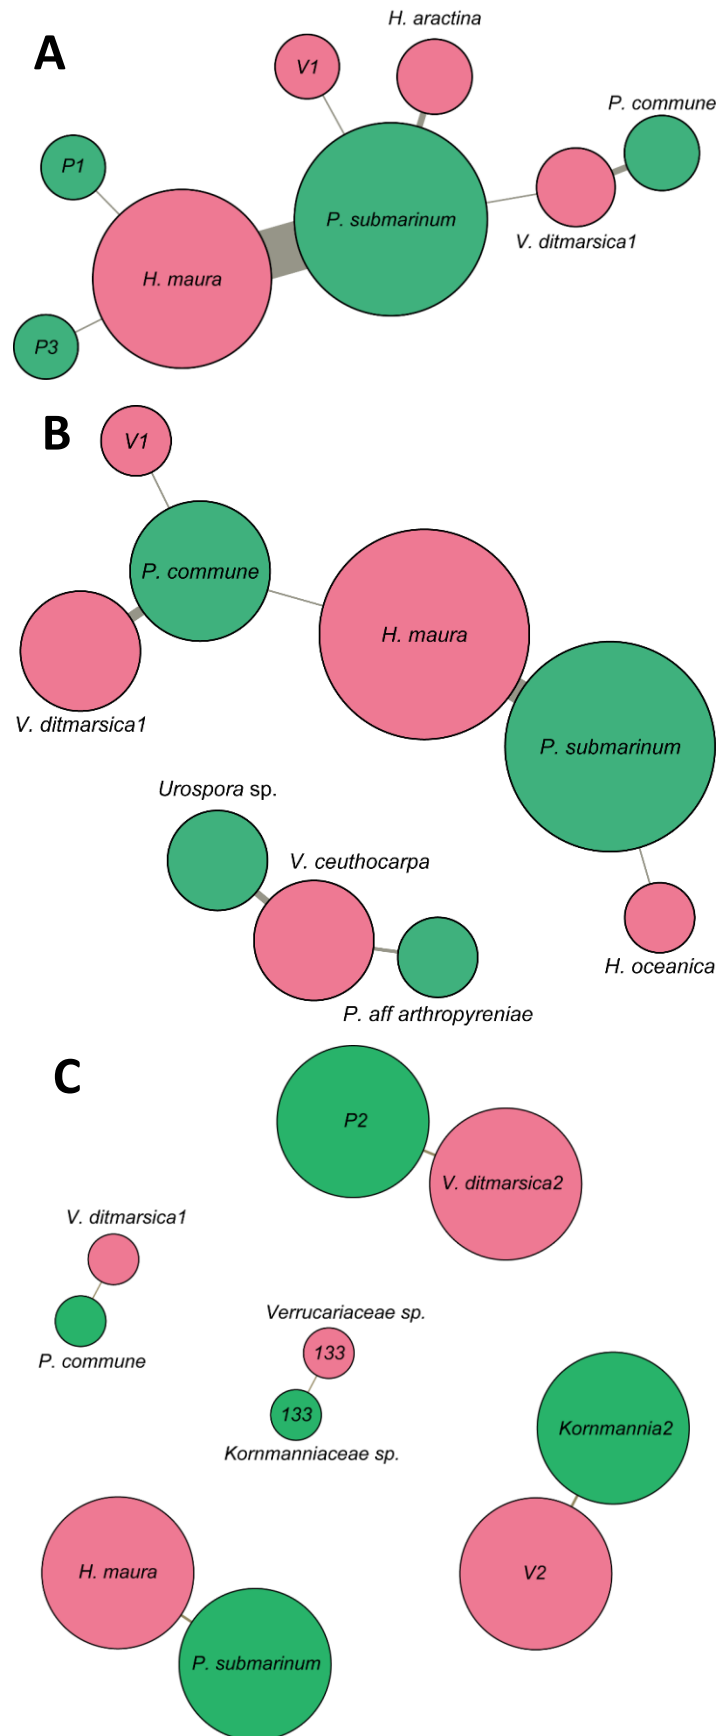 A
H. aractina
V1
P. commune
P1
P. submarinum
V. ditmarsica1
H. maura
P3
B
V1
P. commune
H. maura
V. ditmarsica1
P. submarinum
Urospora sp.
V. ceuthocarpa
H. oceanica
P. aff arthropyreniae
C
P2
V. ditmarsica2
V. ditmarsica1
P. commune
Verrucariaceae sp.
133
133
Kornmanniaceae sp.
Kornmannia2
H. maura
V2
P. submarinum